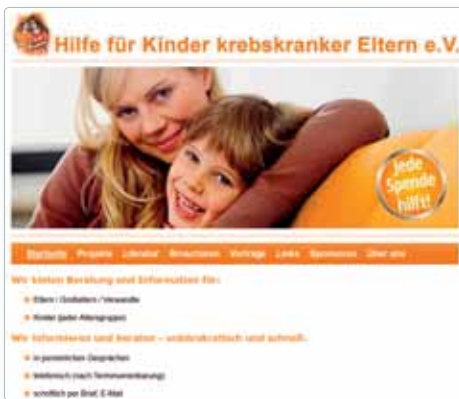 Hilfe für Kinder krebskranker Eltern e.V.
Jede
Spende
hilft!
Startseite Projekte Literatur Broschüren Vorträge Links Sponsoren Über uns
Wir bieten Beratung und Information für:
Eltern / Großeltern / Verwandte
Kinder (jeder Altersgruppe)
Wir informieren und beraten – unbürokratisch und schnell:
in persönlichen Gesprächen
telefonisch (nach Terminvereinbarung)
schriftlich per Brief, E-Mail